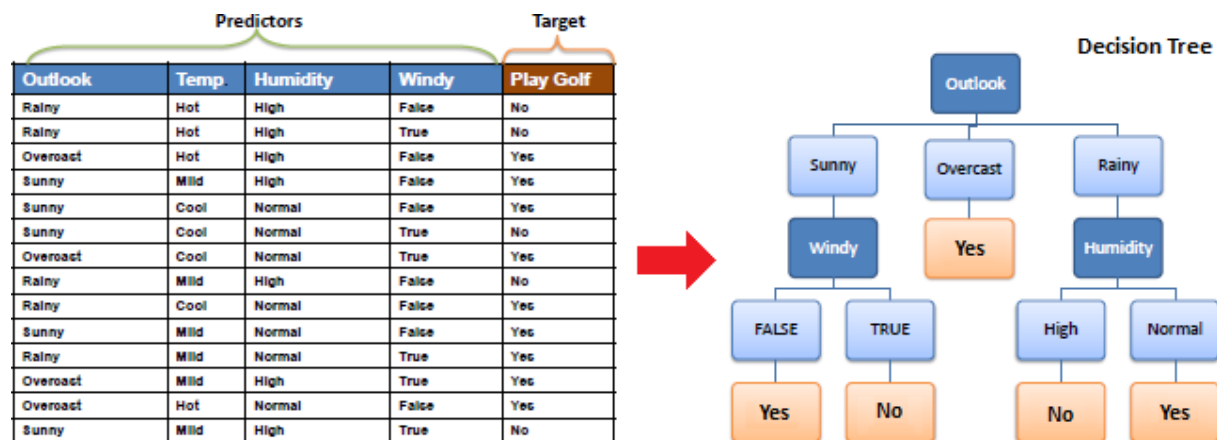 Predictors Target
Outlook Temp. Humidity Windy Play Golf
Rainy Hot High False No
Rainy Hot High True No
Overcast Hot High False Yes
Sunny Mild High False Yes
Sunny Cool Normal False Yes
Sunny Cool Normal True No
Overcast Cool Normal True Yes
Rainy Mild High False No
Rainy Cool Normal False Yes
Sunny Mild Normal False Yes
Rainy Mild Normal True Yes
Overcast Mild High True Yes
Overcast Hot Normal False Yes
Sunny Mild High True No
Decision Tree
Outlook
Sunny Overcast Rainy
Windy Yes Humidity
FALSE TRUE High Normal
Yes No No Yes